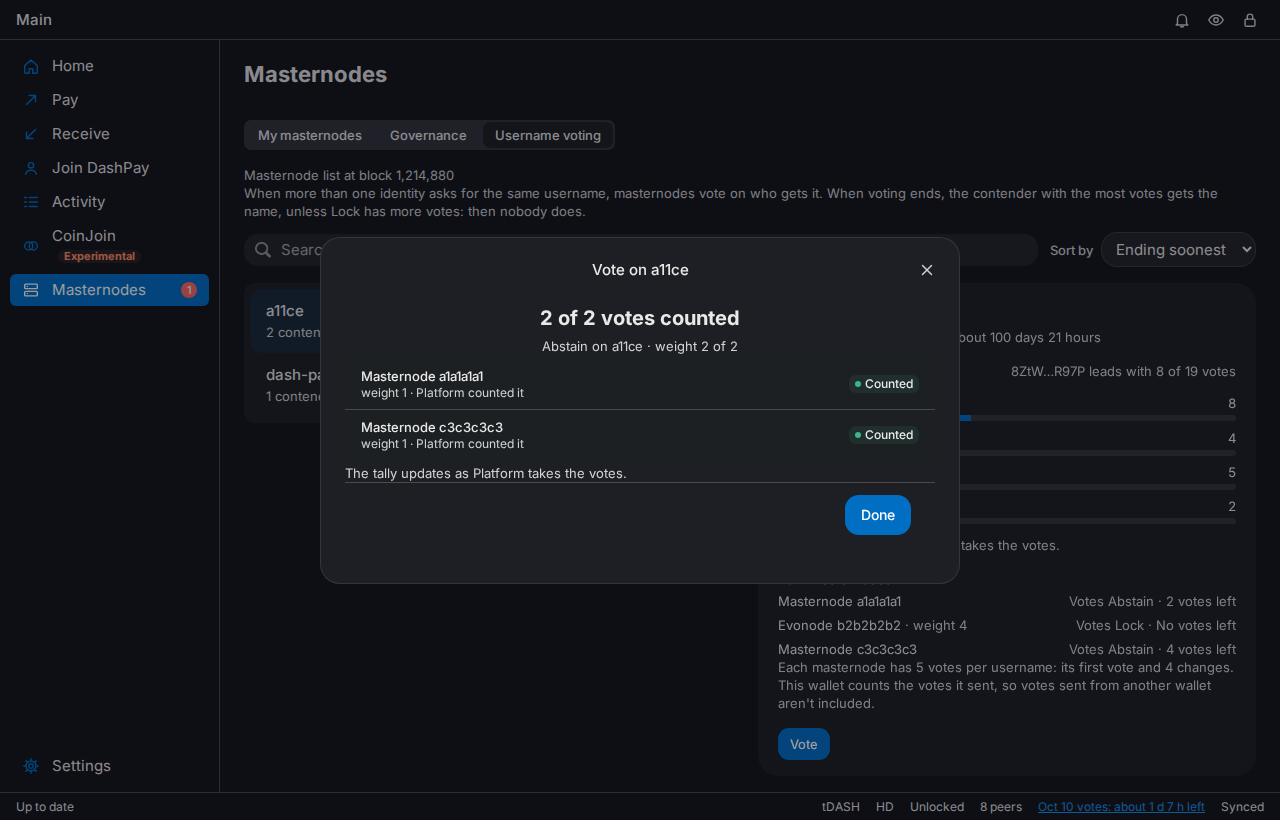 Main
Home
Pay
Receive
Join DashPay
Activity
CoinJoin
Experimental
Masternodes
1
Settings
Masternodes
My masternodes
Governance
Username voting
Masternode list at block 1,214,880
When more than one identity asks for the same username, masternodes vote on who gets it. When voting ends, the contender with the most votes gets the
name, unless Lock has more votes: then nobody does.
Sort by
Ending soonest
a11ce
Vote on a11ce
2 of 2 votes counted
Abstain on a11ce · weight 2 of 2
Masternode a1a1a1a1
weight 1 · Platform counted it
Counted
Masternode c3c3c3c3
weight 1 · Platform counted it
Counted
The tally updates as Platform takes the votes.
Done
100 days 21 hours
8ZtW...R97P leads with 8 of 19 votes
8
4
5
2
takes the votes.
Masternode a1a1a1a1
Votes Abstain · 2 votes left
Evonode b2b2b2b2 · weight 4
Votes Lock · No votes left
Masternode c3c3c3c3
Votes Abstain · 4 votes left
Each masternode has 5 votes per username: its first vote and 4 changes.
This wallet counts the votes it sent, so votes sent from another wallet
aren't included.
Vote
Up to date
tDASH
HD
Unlocked
8 peers
Oct 10 votes: about 1 d 7 h left
Synced